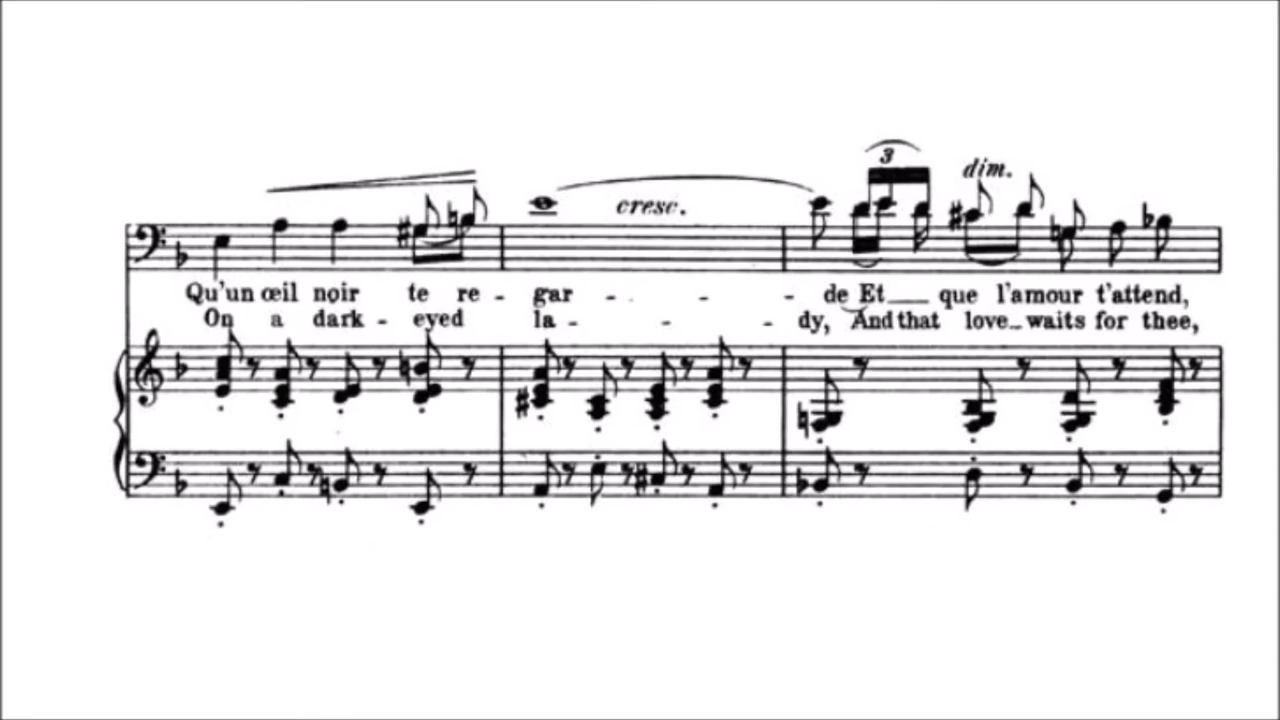 3
dim.
cresc.
Qu'un œil noir te re - gar - - - - de Et que l'amour t'attend,
On a dark - eyed la - - - dy, And that love waits for thee,